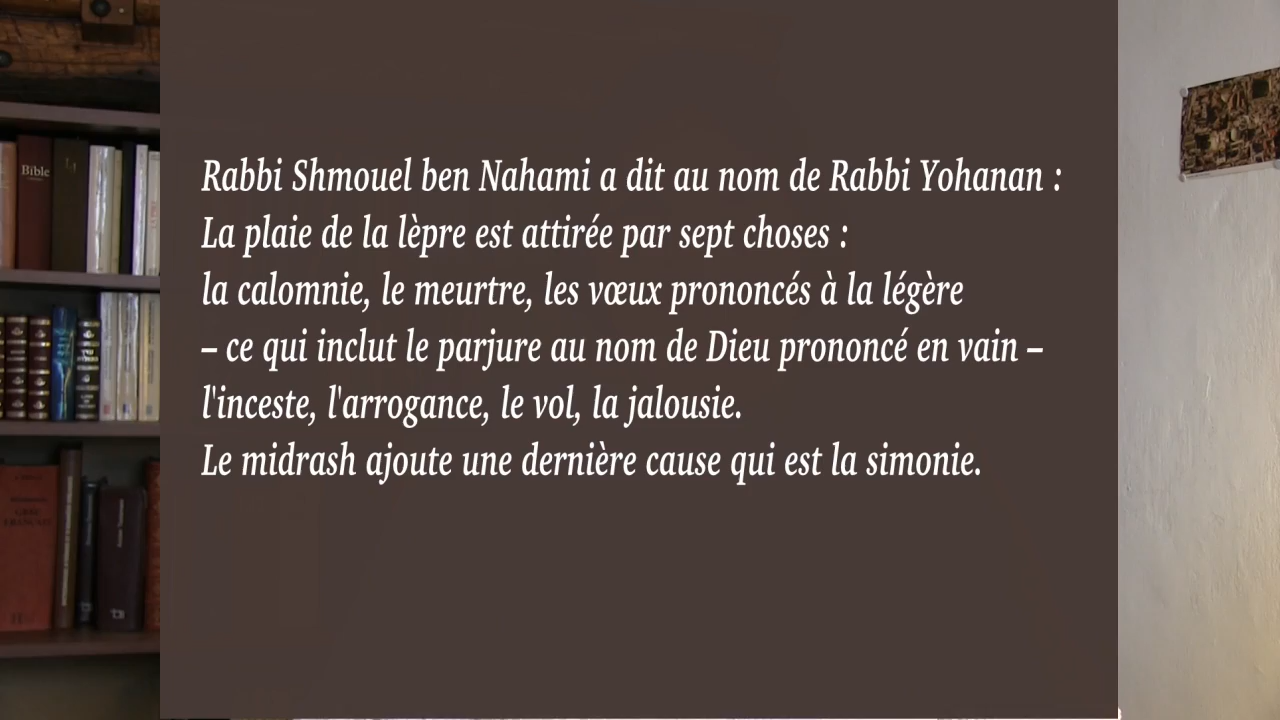 Rabbi Shmouel ben Nahami a dit au nom de Rabbi Yohanan :
La plaie de la lèpre est attirée par sept choses :
la calomnie, le meurtre, les vœux prononcés à la légère
– ce qui inclut le parjure au nom de Dieu prononcé en vain –
l'inceste, l'arrogance, le vol, la jalousie.
Le midrash ajoute une dernière cause qui est la simonie.
Bible